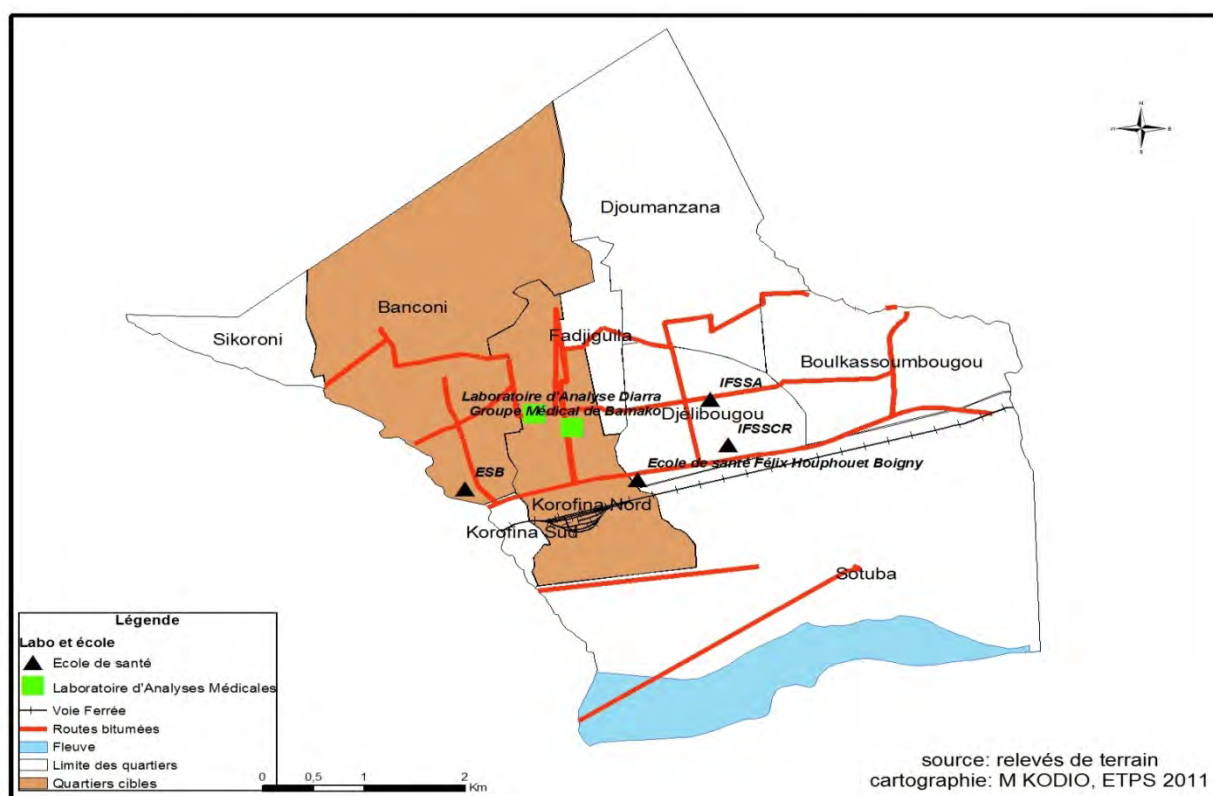 N
Djoumanzana
Banconi
Sikoroni
Fadjiguila
Boulkassoumbougou
IFSSA
Laboratoire d'Analyse Diarra
Groupe Médical de Bamako
Djélibougou
IFSSCR
Ecole de santé Félix Houphouet Boigny
ESB
Korofina Nord
Korofina Sud
Sotuba
Légende
Labo et école
Ecole de santé
Laboratoire d'Analyses Médicales
Voie Ferrée
Routes bitumées
Fleuve
Limite des quartiers
Quartiers cibles
0 0,5 1 2
Km
source: relevés de terrain
cartographie: M KODIO, ETPS 2011